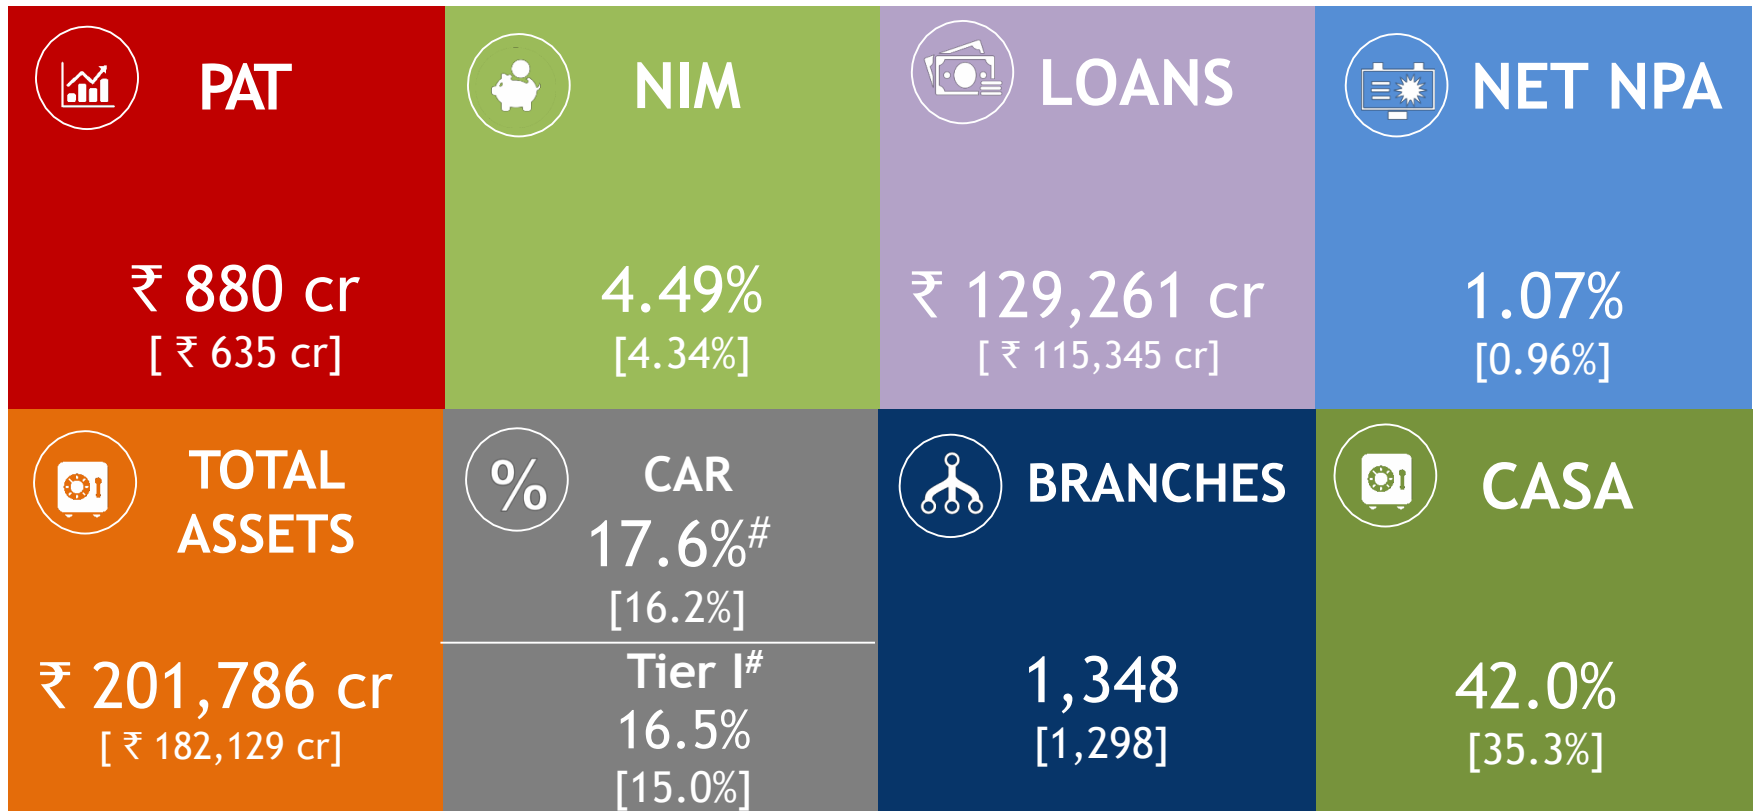 PAT
₹ 880 cr
[ ₹ 635 cr]
NIM
4.49%
[4.34%]
LOANS
₹ 129,261 cr
[ ₹ 115,345 cr]
NET NPA
1.07%
[0.96%]
TOTAL
ASSETS
₹ 201,786 cr
[ ₹ 182,129 cr]
%
CAR
17.6%#
[16.2%]
Tier I#
16.5%
[15.0%]
BRANCHES
1,348
[1,298]
CASA
42.0%
[35.3%]